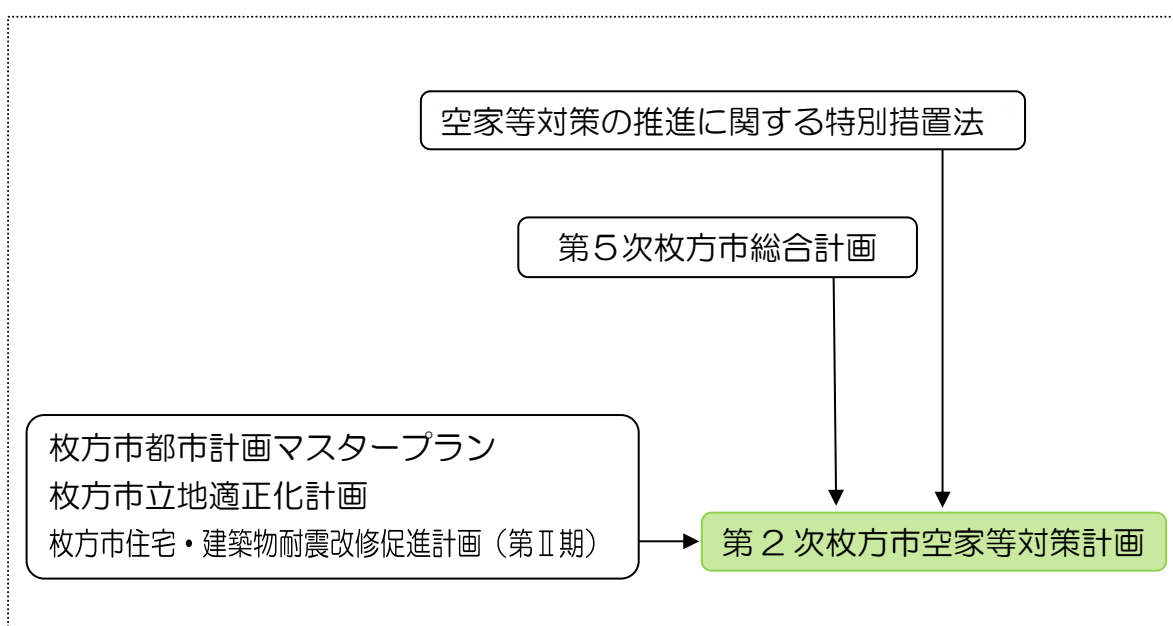 空家等対策の推進に関する特別措置法
第5次枚方市総合計画
枚方市都市計画マスタープラン
枚方市立地適正化計画
枚方市住宅・建築物耐震改修促進計画（第Ⅱ期）
第2次枚方市空家等対策計画